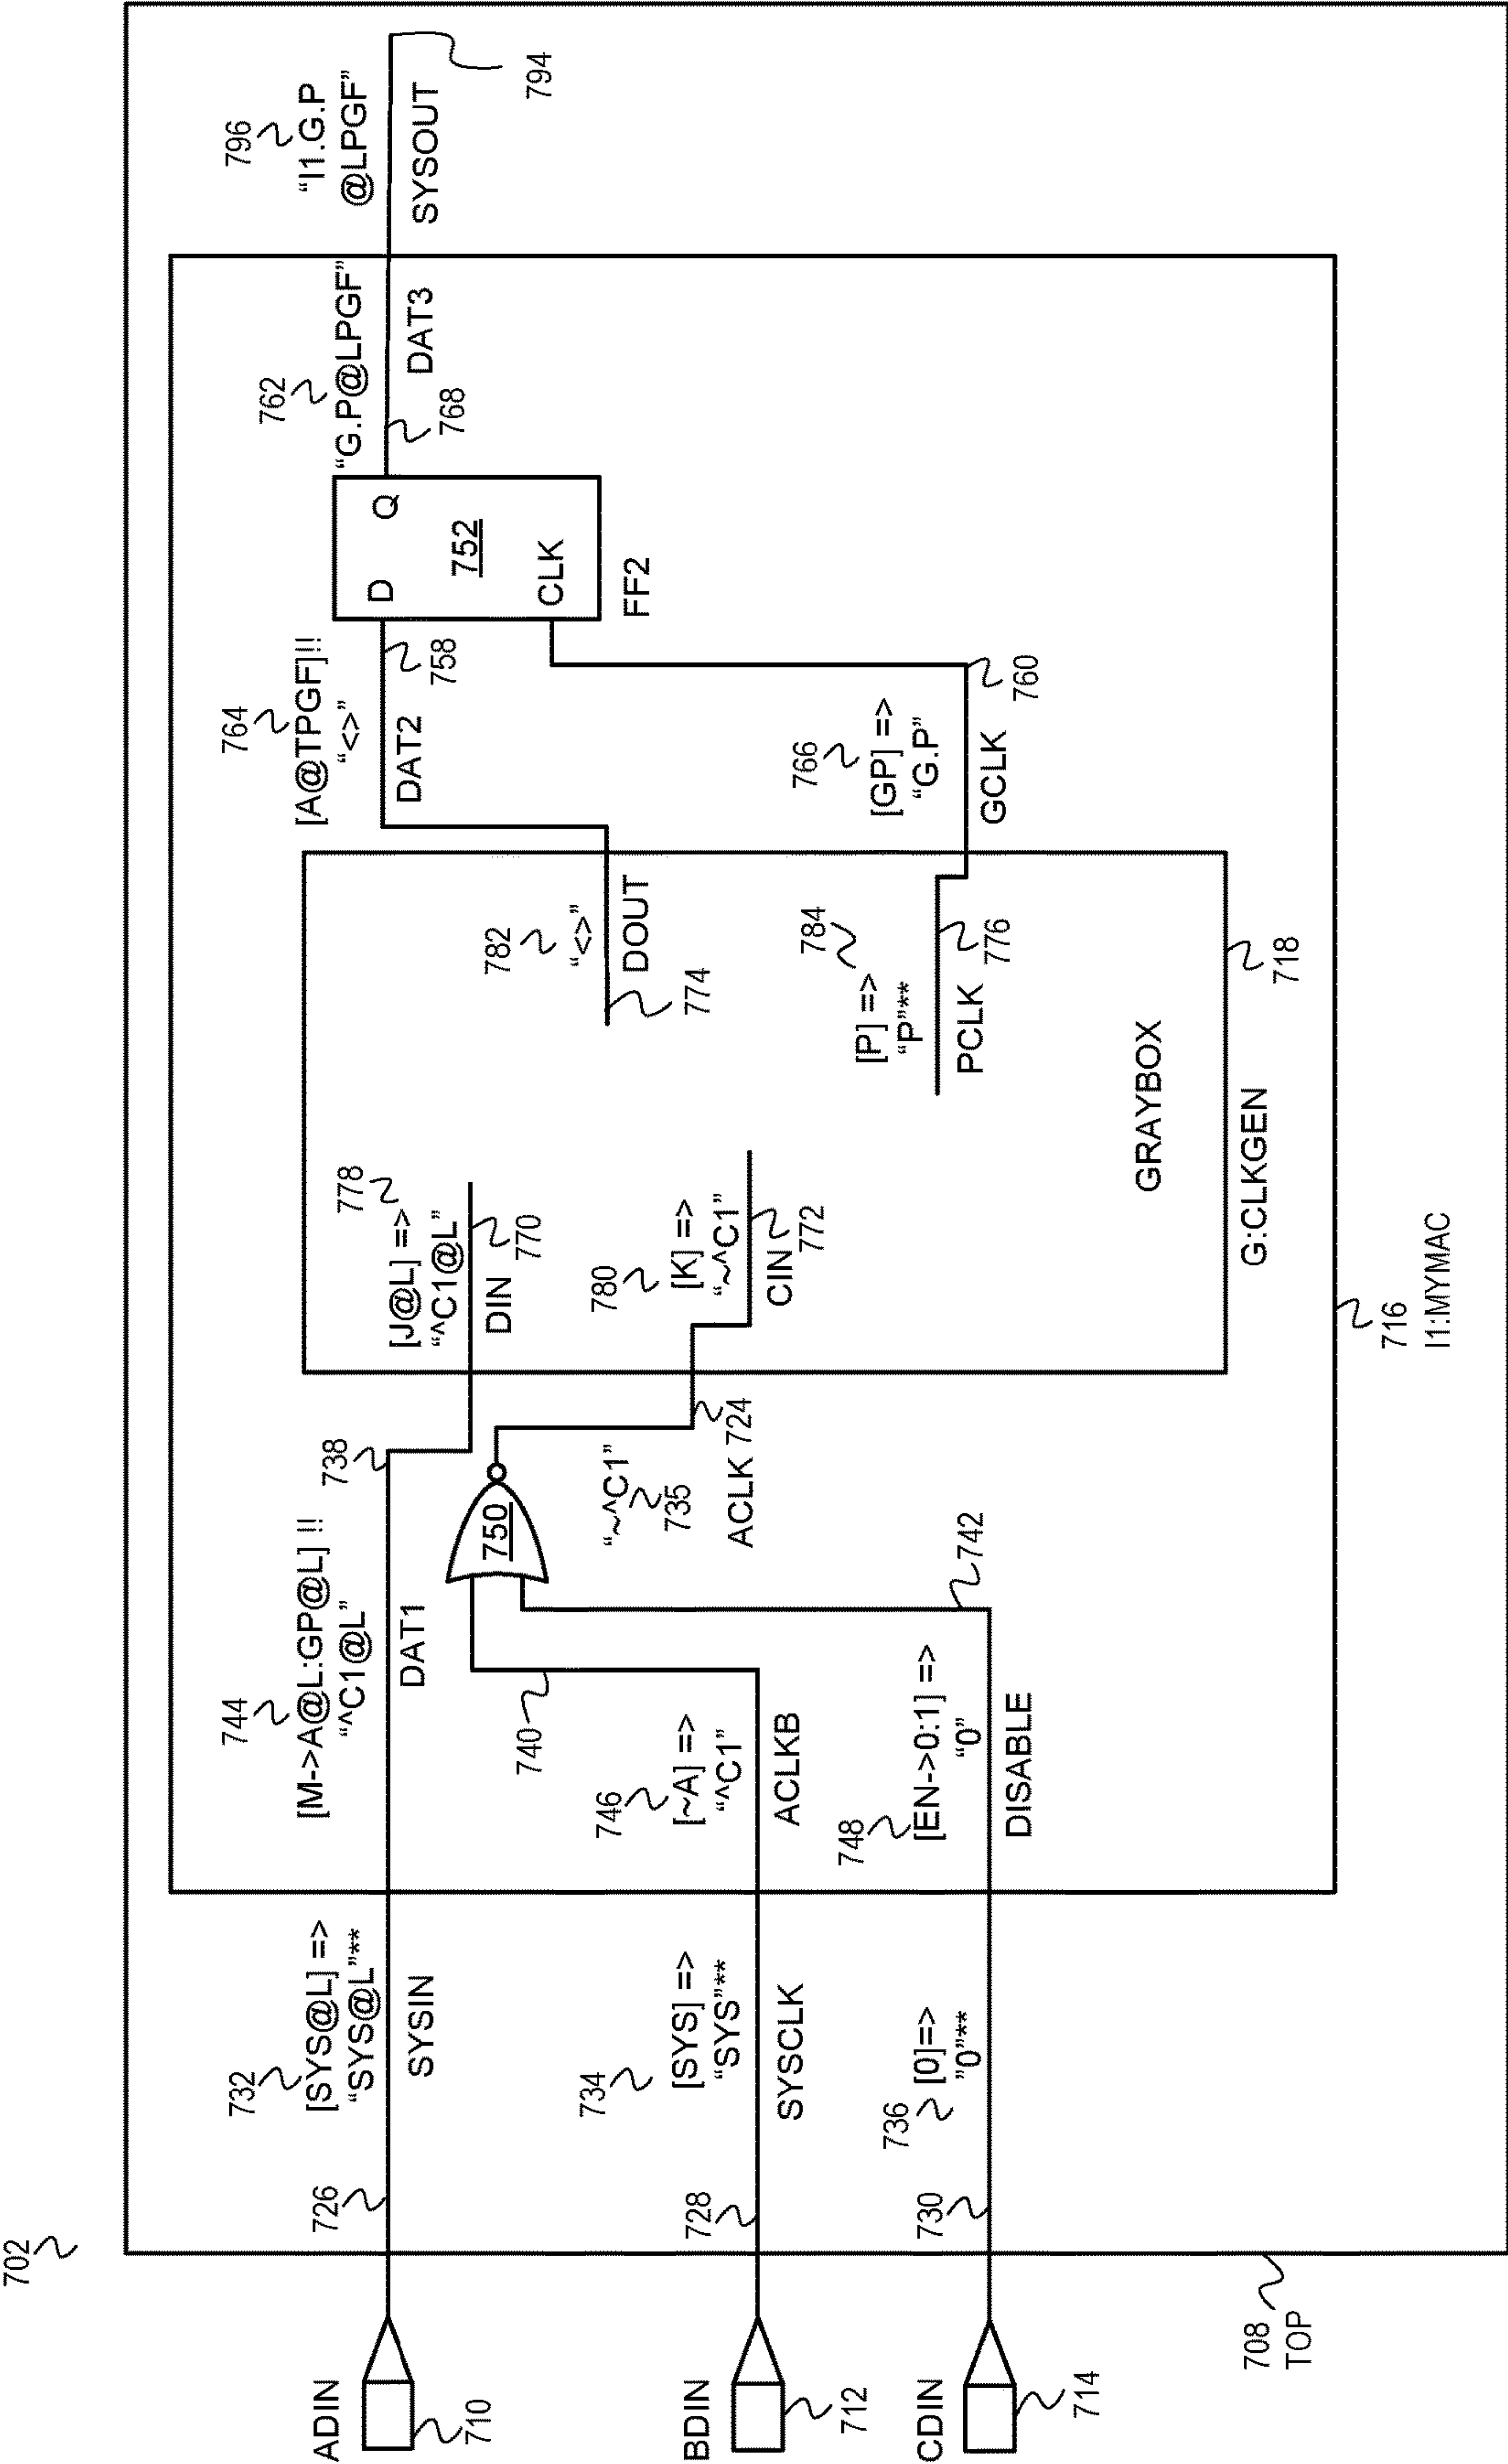 702
ADIN
710
BDIN
712
CDIN
714
708
TOP
726
732
[SYS@L] =>
“SYS@L”**
SYSIN
728
734
[SYS] =>
“SYS”**
SYSCLK
730
736
[0]=>
”0”**
744
[M->A@L:GP@L] !!
“^C1@L”
DAT1
738
740
746
[~A] =>
“^C1”
ACLKB
748
[EN->0:1] =>
“0”
DISABLE
742
750
“~^C1”
735
ACLK 724
778
[J@L] =>
“^C1@L”
DIN
770
780
[K] =>
“~^C1”
CIN
772
782
“<>”
DOUT
774
784
[P] =>
“P”**
PCLK
776
GRAYBOX
G:CLKGEN
718
716
I1:MYMAC
764
[A@TPGF]!!
“<>”
DAT2
758
766
[GP] =>
“G.P”
GCLK
760
D
Q
752
CLK
FF2
762
“G.P@LPGF”
DAT3
768
796
“I1.G.P
@LPGF”
SYSOUT
794